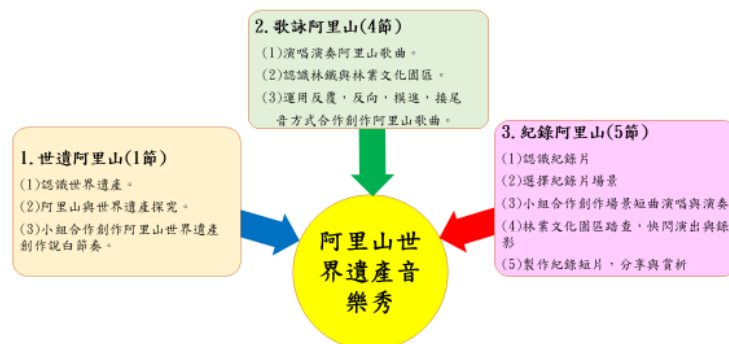 2. 歌詠阿里山(4節)
(1)演唱演奏阿里山歌曲。
(2)認識林鐵與林業文化園區。
(3)運用反覆，反向，模進，接尾
音方式合作創作阿里山歌曲。
1. 世遺阿里山(1節)
(1)認識世界遺產。
(2)阿里山與世界遺產探究。
(3)小組合作創作阿里山世界遺產
創作說白節奏。
3. 紀錄阿里山(5節)
(1)認識紀錄片
(2)選擇紀錄片場景
(3)小組合作創作場景短曲演唱與演奏
(4)林業文化園區踏查，快閃演出與錄
影
(5)製作紀錄短片，分享與賞析
阿里山世
界遺產音
樂秀